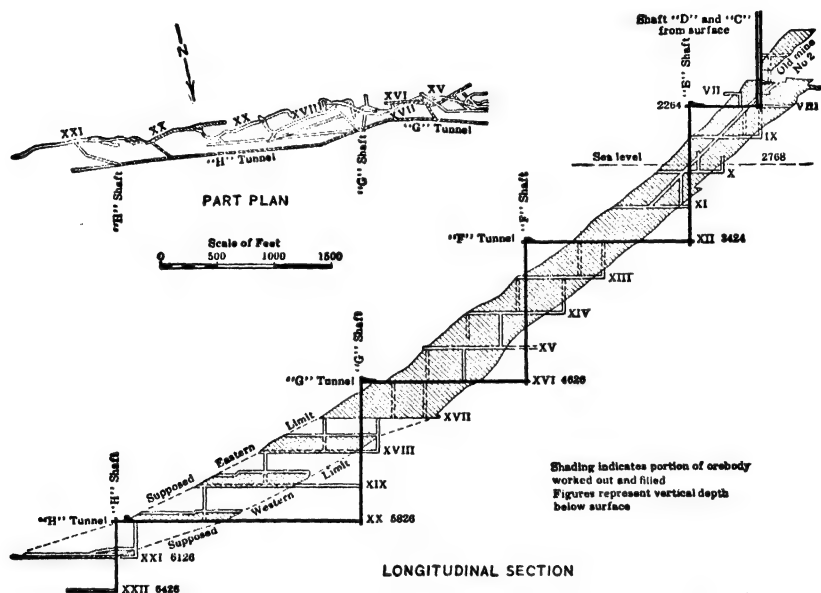 Shaft "D" and "C"
from surface
Old mine
No 2
"E" Shaft
VII
2264
VIII
IX
Sea level
2768
X
XI
N
XXI
XX
XX
XVIII
XVI
XV
XVII
"G" Tunnel
"H" Tunnel
"H" Shaft
"G" Shaft
PART PLAN
Scale of Feet
0 500 1000 1500
"F" Shaft
"F" Tunnel
XII 3424
XIII
XIV
XV
"G" Shaft
"G" Tunnel
XVI 4626
XVII
Supposed Eastern Limit
XVIII
XIX
Supposed Western Limit
"H" Shaft
"H" Tunnel
XX 5826
XXI 6126
XXII 6426
Shading indicates portion of orebody
worked out and filled
Figures represent vertical depth
below surface
LONGITUDINAL SECTION